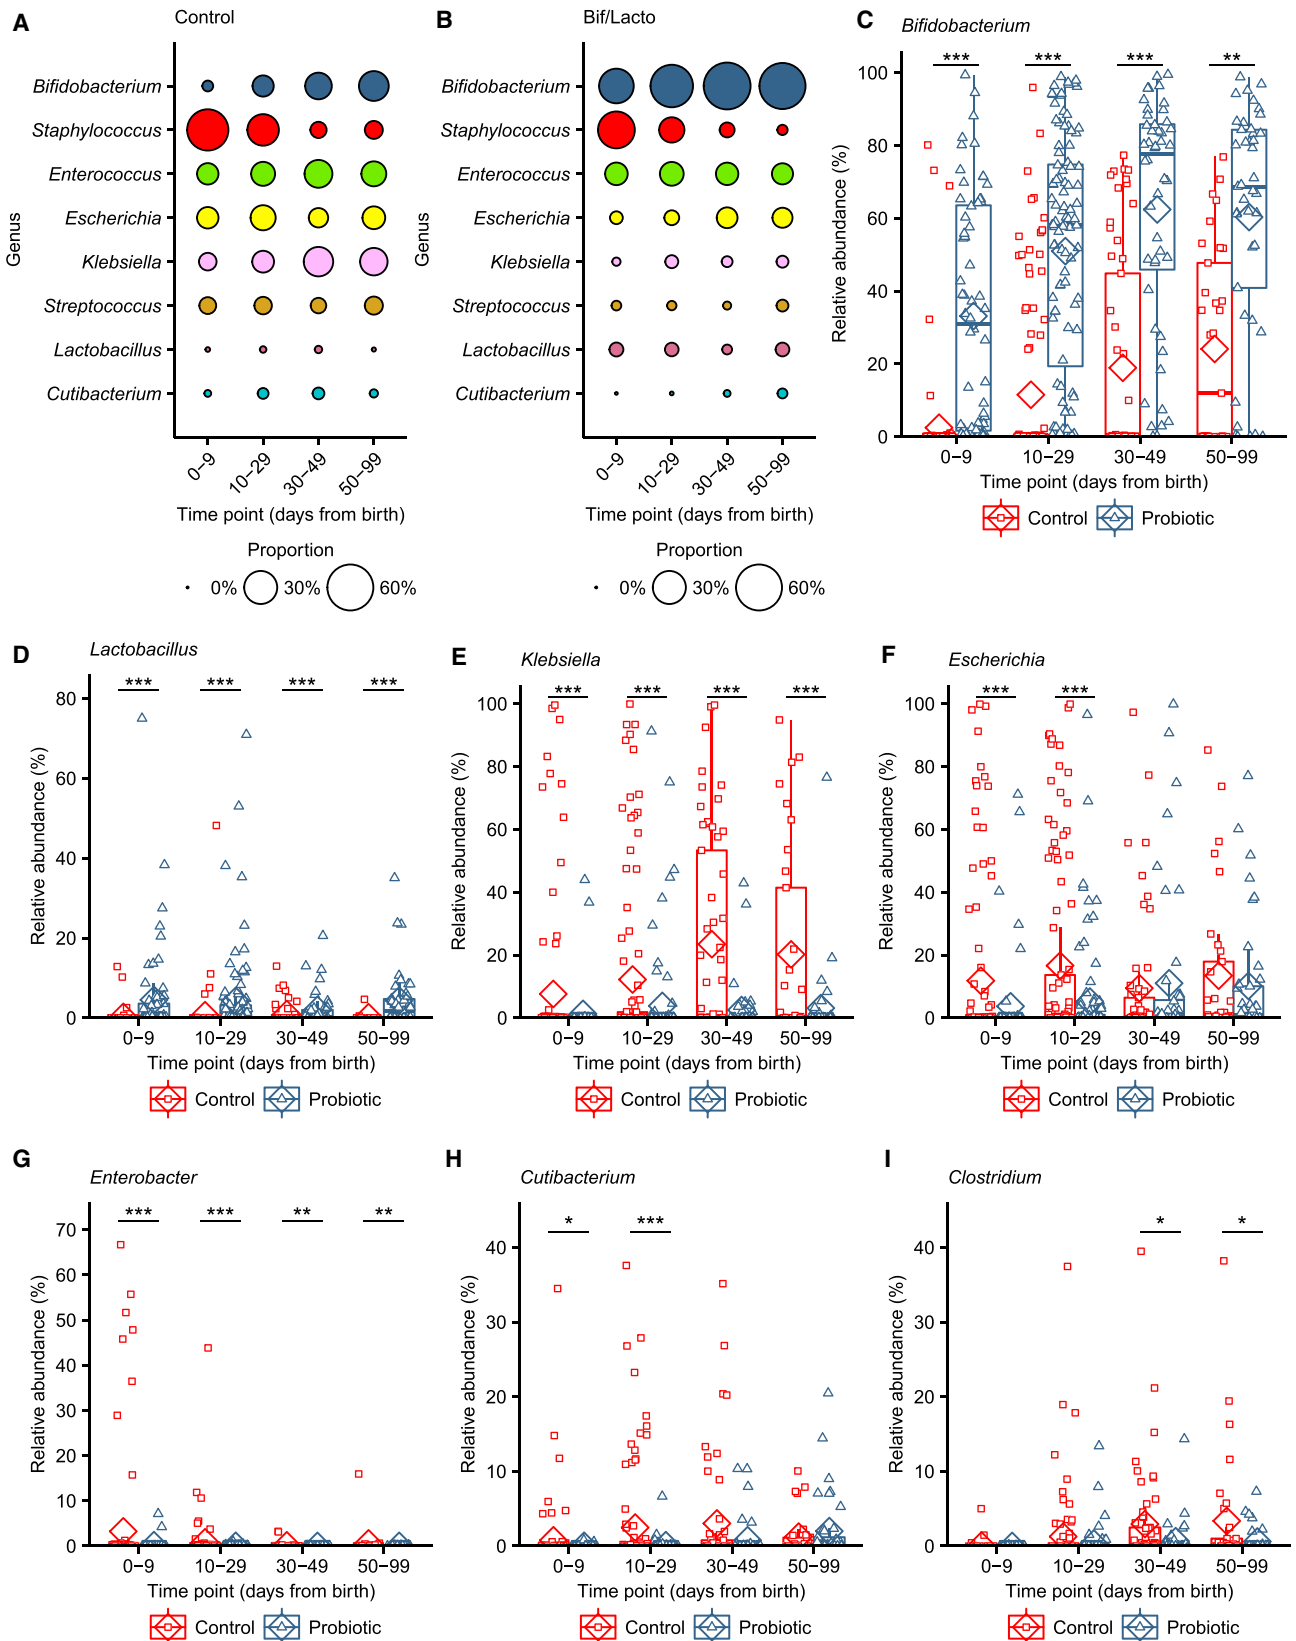 A
Control
Genus
Bifidobacterium
Staphylococcus
Enterococcus
Escherichia
Klebsiella
Streptococcus
Lactobacillus
Cutibacterium
0–9
10–29
30–49
50–99
Time point (days from birth)
Proportion
0%
30%
60%
B
Bif/Lacto
Genus
Bifidobacterium
Staphylococcus
Enterococcus
Escherichia
Klebsiella
Streptococcus
Lactobacillus
Cutibacterium
0–9
10–29
30–49
50–99
Time point (days from birth)
Proportion
0%
30%
60%
C
Bifidobacterium
*** *** *** **
Relative abundance (%)
100
80
60
40
20
0
0–9 10–29 30–49 50–99
Time point (days from birth)
Control Probiotic
D
Lactobacillus
*** *** *** ***
Relative abundance (%)
80
60
40
20
0
0–9 10–29 30–49 50–99
Time point (days from birth)
Control Probiotic
E
Klebsiella
*** *** *** ***
Relative abundance (%)
100
80
60
40
20
0
0–9 10–29 30–49 50–99
Time point (days from birth)
Control Probiotic
F
Escherichia
*** ***
Relative abundance (%)
100
80
60
40
20
0
0–9 10–29 30–49 50–99
Time point (days from birth)
Control Probiotic
G
Enterobacter
*** *** ** **
Relative abundance (%)
70
60
50
40
30
20
10
0
0–9 10–29 30–49 50–99
Time point (days from birth)
Control Probiotic
H
Cutibacterium
* ***
Relative abundance (%)
40
30
20
10
0
0–9 10–29 30–49 50–99
Time point (days from birth)
Control Probiotic
I
Clostridium
* *
Relative abundance (%)
40
30
20
10
0
0–9 10–29 30–49 50–99
Time point (days from birth)
Control Probiotic